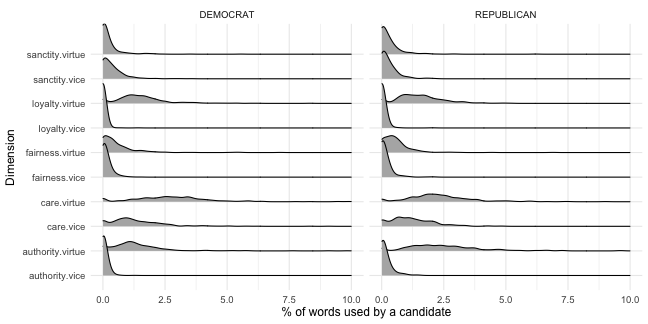 DEMOCRAT REPUBLICAN
sanctity.virtue
sanctity.vice
loyalty.virtue
loyalty.vice
fairness.virtue
fairness.vice
care.virtue
care.vice
authority.virtue
authority.vice
Dimension
0.0 2.5 5.0 7.5 10.0 0.0 2.5 5.0 7.5 10.0
% of words used by a candidate